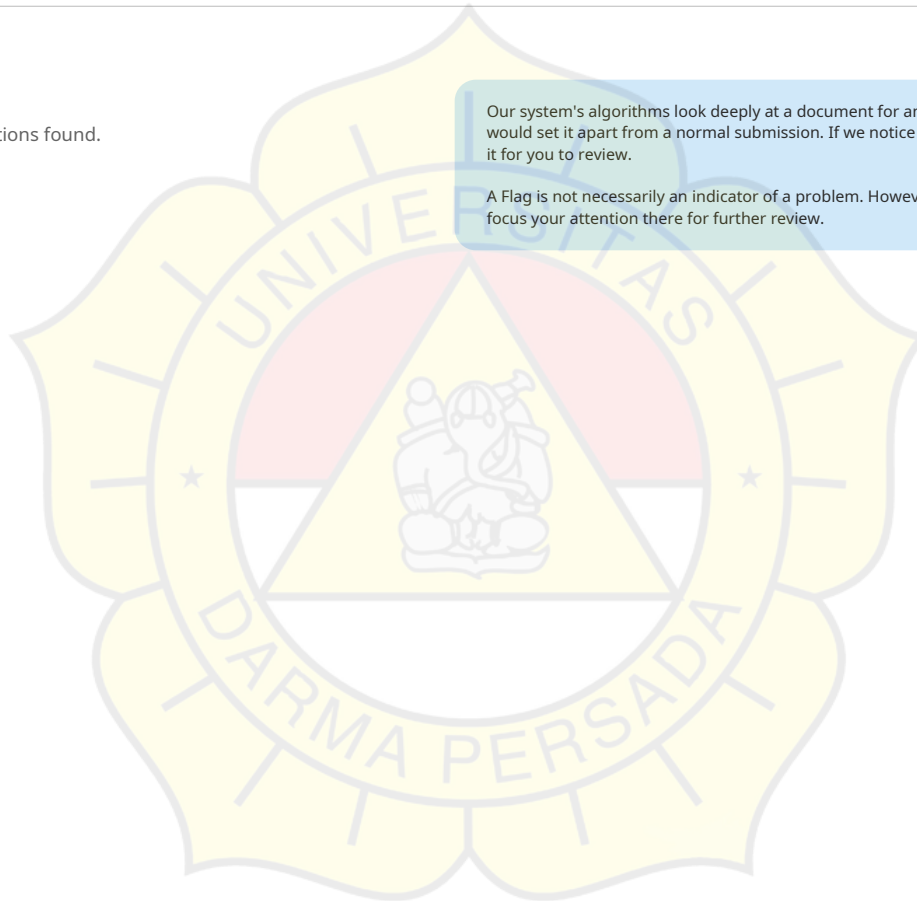 tions found.
Our system's algorithms look deeply at a document for an
would set it apart from a normal submission. If we notice
it for you to review.
A Flag is not necessarily an indicator of a problem. Howev
focus your attention there for further review.
UNIVERSITAS
DARMA PERSADA